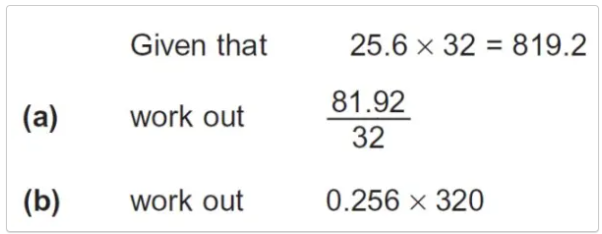 Given that 25.6 × 32 = 819.2
(a) work out 81.92
32
(b) work out 0.256 × 320